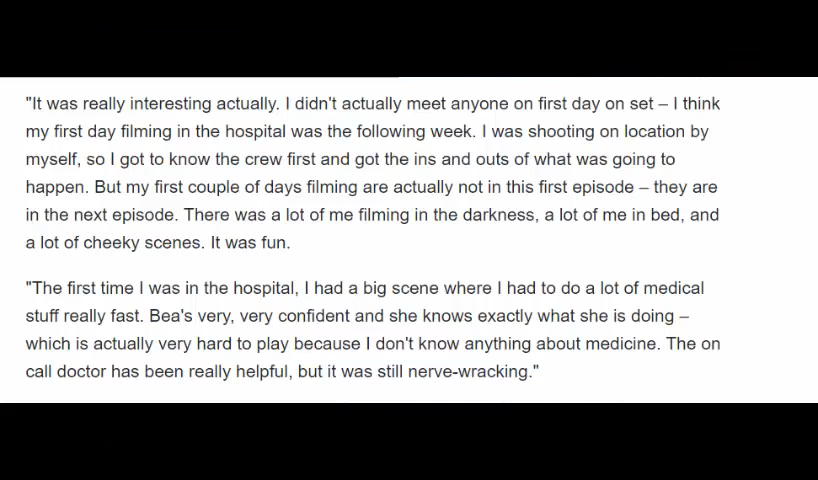 "It was really interesting actually. I didn't actually meet anyone on first day on set – I think
my first day filming in the hospital was the following week. I was shooting on location by
myself, so I got to know the crew first and got the ins and outs of what was going to
happen. But my first couple of days filming are actually not in this first episode – they are
in the next episode. There was a lot of me filming in the darkness, a lot of me in bed, and
a lot of cheeky scenes. It was fun.
"The first time I was in the hospital, I had a big scene where I had to do a lot of medical
stuff really fast. Bea's very, very confident and she knows exactly what she is doing –
which is actually very hard to play because I don't know anything about medicine. The on
call doctor has been really helpful, but it was still nerve-wracking."